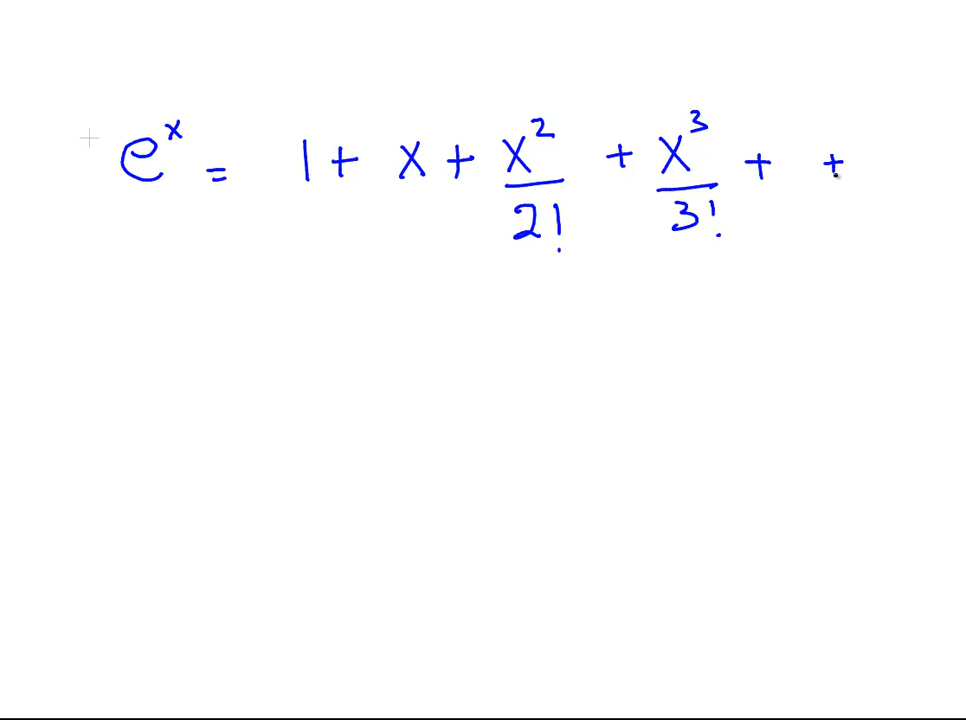 e^x = 1 + x + x^2/2! + x^3/3! + +